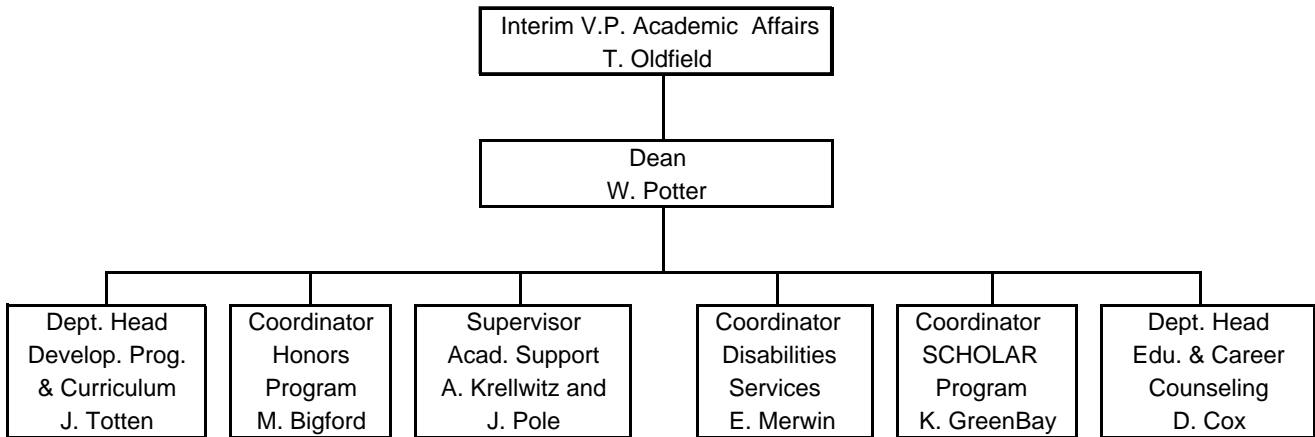 Interim V.P. Academic Affairs
T. Oldfield
Dean
W. Potter
Dept. Head
Develop. Prog.
& Curriculum
J. Totten
Coordinator
Honors
Program
M. Bigford
Supervisor
Acad. Support
A. Krellwitz and
J. Pole
Coordinator
Disabilities
Services
E. Merwin
Coordinator
SCHOLAR
Program
K. GreenBay
Dept. Head
Edu. & Career
Counseling
D. Cox